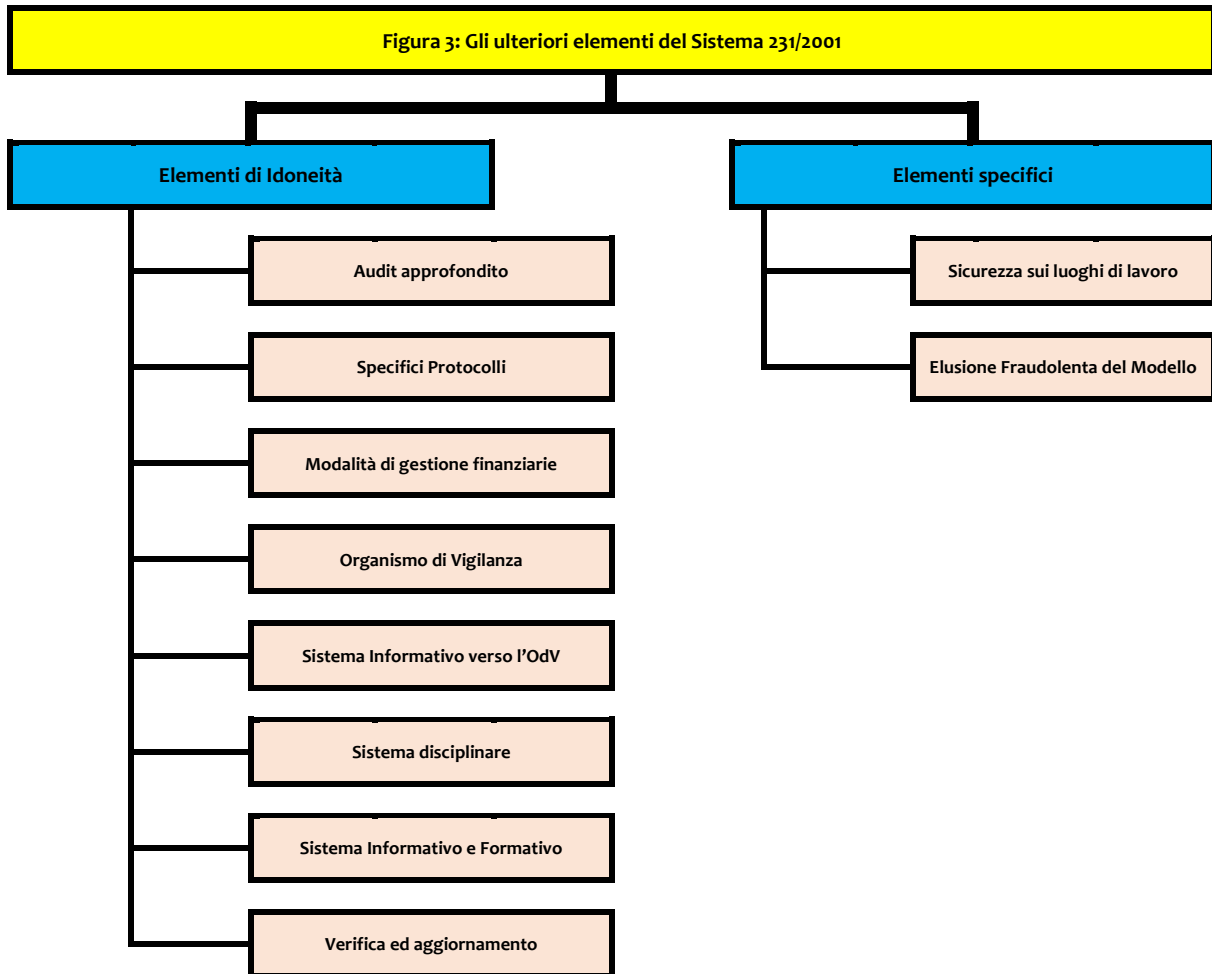 Figura 3: Gli ulteriori elementi del Sistema 231/2001
Elementi di Idoneità
Audit approfondito
Specifici Protocolli
Modalità di gestione finanziarie
Organismo di Vigilanza
Sistema Informativo verso l'OdV
Sistema disciplinare
Sistema Informativo e Formativo
Verifica ed aggiornamento
Elementi specifici
Sicurezza sui luoghi di lavoro
Elusione Fraudolenta del Modello